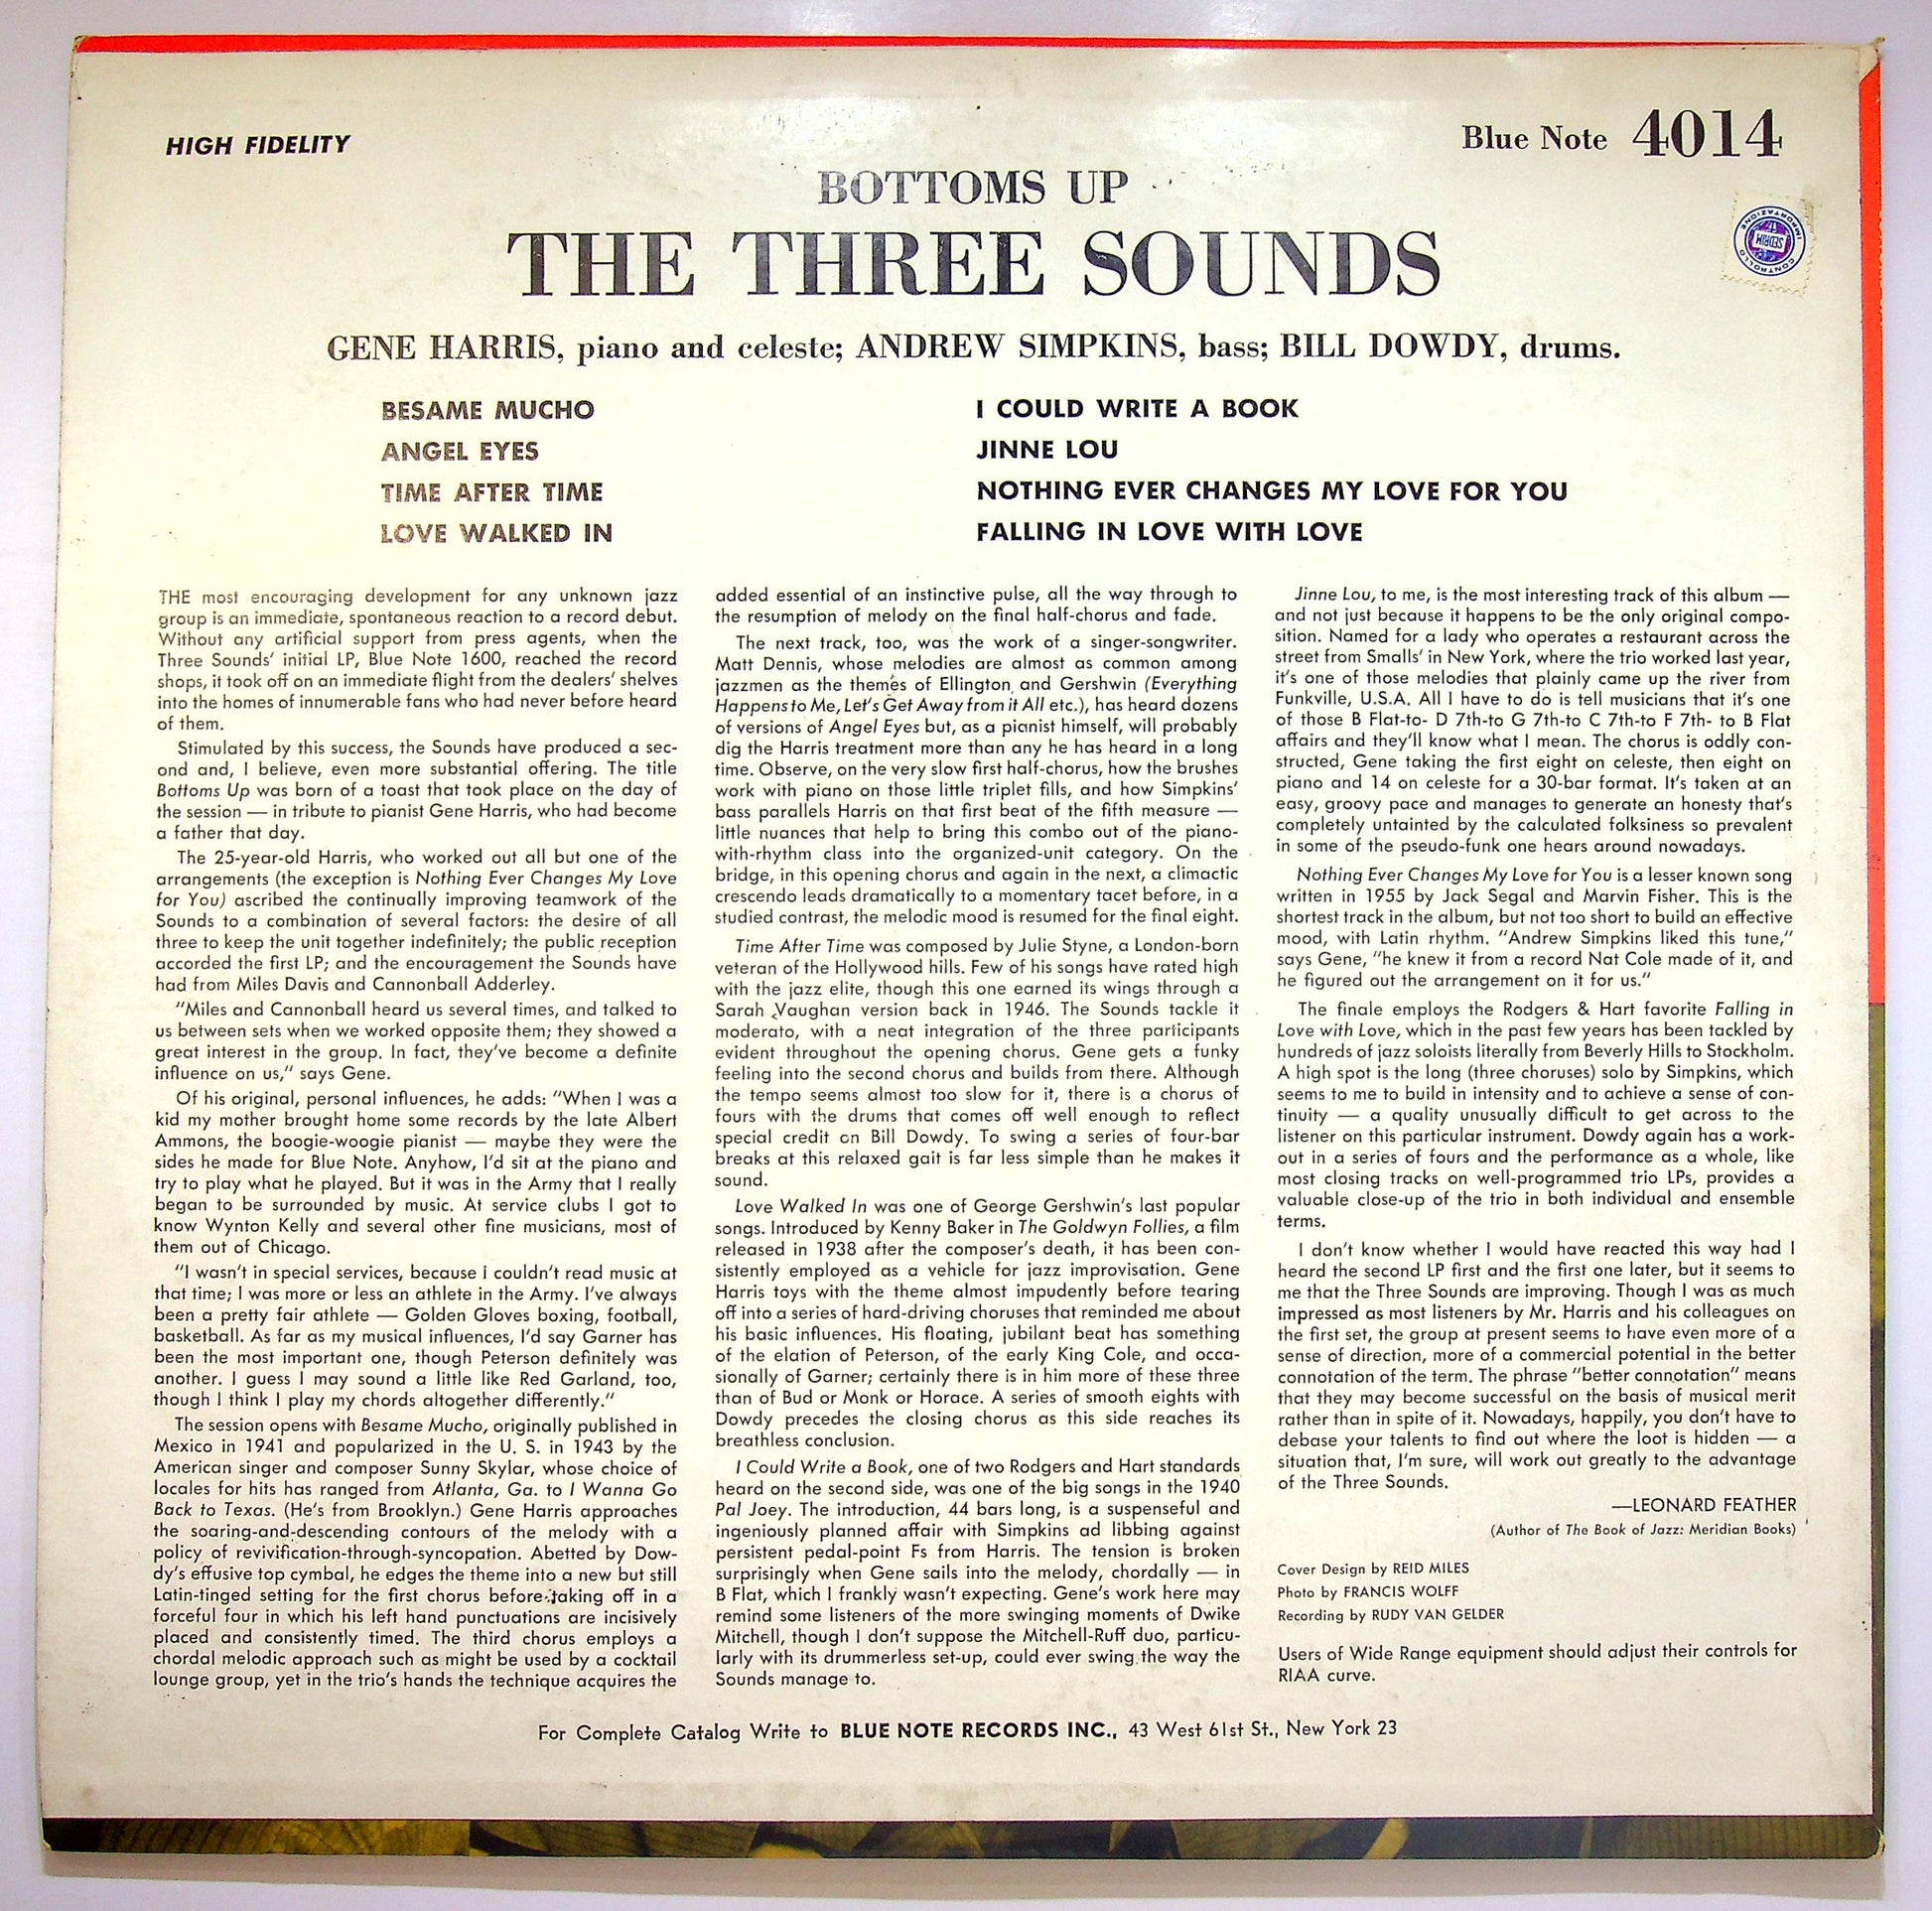 HIGH FIDELITY
Blue Note 4014
BOTTOMS UP
THE THREE SOUNDS
CONTROLLO
SEDRIM
IMPORTAZIONE
GENE HARRIS, piano and celeste; ANDREW SIMPKINS, bass; BILL DOWDY, drums.
BESAME MUCHO
ANGEL EYES
TIME AFTER TIME
LOVE WALKED IN
I COULD WRITE A BOOK
JINNE LOU
NOTHING EVER CHANGES MY LOVE FOR YOU
FALLING IN LOVE WITH LOVE
THE most encouraging development for any unknown jazz
group is an immediate, spontaneous reaction to a record debut.
Without any artificial support from press agents, when the
Three Sounds' initial LP, Blue Note 1600, reached the record
shops, it took off on an immediate flight from the dealers' shelves
into the homes of innumerable fans who had never before heard
of them.
Stimulated by this success, the Sounds have produced a sec-
ond and, I believe, even more substantial offering. The title
Bottoms Up was born of a toast that took place on the day of
the session — in tribute to pianist Gene Harris, who had become
a father that day.
The 25-year-old Harris, who worked out all but one of the
arrangements (the exception is Nothing Ever Changes My Love
for You) ascribed the continually improving teamwork of the
Sounds to a combination of several factors: the desire of all
three to keep the unit together indefinitely; the public reception
accorded the first LP; and the encouragement the Sounds have
had from Miles Davis and Cannonball Adderley.
"Miles and Cannonball heard us several times, and talked to
us between sets when we worked opposite them; they showed a
great interest in the group. In fact, they've become a definite
influence on us," says Gene.
Of his original, personal influences, he adds: "When I was a
kid my mother brought home some records by the late Albert
Ammons, the boogie-woogie pianist — maybe they were the
sides he made for Blue Note. Anyhow, I'd sit at the piano and
try to play what he played. But it was in the Army that I really
began to be surrounded by music. At service clubs I got to
know Wynton Kelly and several other fine musicians, most of
them out of Chicago.
"I wasn't in special services, because i couldn't read music at
that time; I was more or less an athlete in the Army. I've always
been a pretty fair athlete — Golden Gloves boxing, football,
basketball. As far as my musical influences, I'd say Garner has
been the most important one, though Peterson definitely was
another. I guess I may sound a little like Red Garland, too,
though I think I play my chords altogether differently."
The session opens with Besame Mucho, originally published in
Mexico in 1941 and popularized in the U. S. in 1943 by the
American singer and composer Sunny Skylar, whose choice of
locales for hits has ranged from Atlanta, Ga. to I Wanna Go
Back to Texas. (He's from Brooklyn.) Gene Harris approaches
the soaring-and-descending contours of the melody with a
policy of revivification-through-syncopation. Abetted by Dow-
dy's effusive top cymbal, he edges the theme into a new but still
Latin-tinged setting for the first chorus before taking off in a
forceful four in which his left hand punctuations are incisively
placed and consistently timed. The third chorus employs a
chordal melodic approach such as might be used by a cocktail
lounge group, yet in the trio's hands the technique acquires the
added essential of an instinctive pulse, all the way through to
the resumption of melody on the final half-chorus and fade.
The next track, too, was the work of a singer-songwriter.
Matt Dennis, whose melodies are almost as common among
jazzmen as the themes of Ellington and Gershwin (Everything
Happens to Me, Let's Get Away from it All etc.), has heard dozens
of versions of Angel Eyes but, as a pianist himself, will probably
dig the Harris treatment more than any he has heard in a long
time. Observe, on the very slow first half-chorus, how the brushes
work with piano on those little triplet fills, and how Simpkins'
bass parallels Harris on that first beat of the fifth measure —
little nuances that help to bring this combo out of the piano-
with-rhythm class into the organized-unit category. On the
bridge, in this opening chorus and again in the next, a climactic
crescendo leads dramatically to a momentary tacet before, in a
studied contrast, the melodic mood is resumed for the final eight.
Time After Time was composed by Julie Styne, a London-born
veteran of the Hollywood hills. Few of his songs have rated high
with the jazz elite, though this one earned its wings through a
Sarah Vaughan version back in 1946. The Sounds tackle it
moderato, with a neat integration of the three participants
evident throughout the opening chorus. Gene gets a funky
feeling into the second chorus and builds from there. Although
the tempo seems almost too slow for it, there is a chorus of
fours with the drums that comes off well enough to reflect
special credit on Bill Dowdy. To swing a series of four-bar
breaks at this relaxed gait is far less simple than he makes it
sound.
Love Walked In was one of George Gershwin's last popular
songs. Introduced by Kenny Baker in The Goldwyn Follies, a film
released in 1938 after the composer's death, it has been con-
sistently employed as a vehicle for jazz improvisation. Gene
Harris toys with the theme almost impudently before tearing
off into a series of hard-driving choruses that reminded me about
his basic influences. His floating, jubilant beat has something
of the elation of Peterson, of the early King Cole, and occa-
sionally of Garner; certainly there is in him more of these three
than of Bud or Monk or Horace. A series of smooth eights with
Dowdy precedes the closing chorus as this side reaches its
breathless conclusion.
I Could Write a Book, one of two Rodgers and Hart standards
heard on the second side, was one of the big songs in the 1940
Pal Joey. The introduction, 44 bars long, is a suspenseful and
ingeniously planned affair with Simpkins ad libbing against
persistent pedal-point Fs from Harris. The tension is broken
surprisingly when Gene sails into the melody, chordally — in
B Flat, which I frankly wasn't expecting. Gene's work here may
remind some listeners of the more swinging moments of Dwike
Mitchell, though I don't suppose the Mitchell-Ruff duo, particu-
larly with its drummerless set-up, could ever swing the way the
Sounds manage to.
Jinne Lou, to me, is the most interesting track of this album —
and not just because it happens to be the only original compo-
sition. Named for a lady who operates a restaurant across the
street from Smalls' in New York, where the trio worked last year,
it's one of those melodies that plainly came up the river from
Funkville, U.S.A. All I have to do is tell musicians that it's one
of those B Flat-to- D 7th-to G 7th-to C 7th-to F 7th- to B Flat
affairs and they'll know what I mean. The chorus is oddly con-
structed, Gene taking the first eight on celeste, then eight on
piano and 14 on celeste for a 30-bar format. It's taken at an
easy, groovy pace and manages to generate an honesty that's
completely untainted by the calculated folksiness so prevalent
in some of the pseudo-funk one hears around nowadays.
Nothing Ever Changes My Love for You is a lesser known song
written in 1955 by Jack Segal and Marvin Fisher. This is the
shortest track in the album, but not too short to build an effective
mood, with Latin rhythm. "Andrew Simpkins liked this tune,"
says Gene, "he knew it from a record Nat Cole made of it, and
he figured out the arrangement on it for us."
The finale employs the Rodgers & Hart favorite Falling in
Love with Love, which in the past few years has been tackled by
hundreds of jazz soloists literally from Beverly Hills to Stockholm.
A high spot is the long (three choruses) solo by Simpkins, which
seems to me to build in intensity and to achieve a sense of con-
tinuity — a quality unusually difficult to get across to the
listener on this particular instrument. Dowdy again has a work-
out in a series of fours and the performance as a whole, like
most closing tracks on well-programmed trio LPs, provides a
valuable close-up of the trio in both individual and ensemble
terms.
I don't know whether I would have reacted this way had I
heard the second LP first and the first one later, but it seems to
me that the Three Sounds are improving. Though I was as much
impressed as most listeners by Mr. Harris and his colleagues on
the first set, the group at present seems to have even more of a
sense of direction, more of a commercial potential in the better
connotation of the term. The phrase "better connotation" means
that they may become successful on the basis of musical merit
rather than in spite of it. Nowadays, happily, you don't have to
debase your talents to find out where the loot is hidden — a
situation that, I'm sure, will work out greatly to the advantage
of the Three Sounds.
—LEONARD FEATHER
(Author of The Book of Jazz: Meridian Books)
Cover Design by REID MILES
Photo by FRANCIS WOLFF
Recording by RUDY VAN GELDER
Users of Wide Range equipment should adjust their controls for
RIAA curve.
For Complete Catalog Write to BLUE NOTE RECORDS INC., 43 West 61st St., New York 23